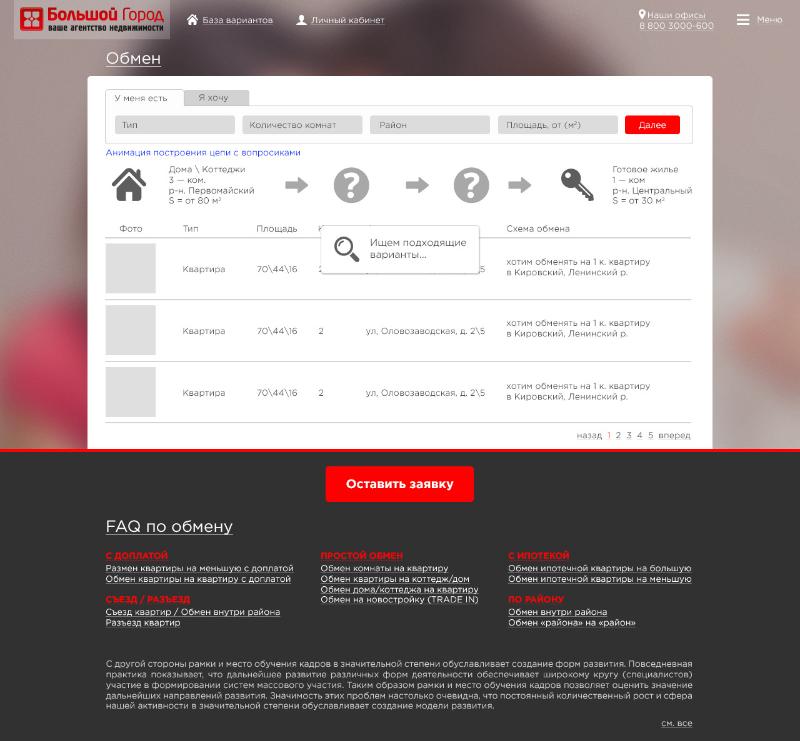 Большой Город
ваше агентство недвижимости
База вариантов
Личный кабинет
Наши офисы
8 800 3000-600
Меню
Обмен
У меня есть
Я хочу
Тип
Количество комнат
Район
Площадь, от (м²)
Далее
Анимация построения цепи с вопросиками
Дома \ Коттеджи
3 — ком.
р-н. Первомайский
S = от 80 м²
?
?
Готовое жилье
1 — ком
р-н. Центральный
S = от 30 м²
Фото
Тип
Площадь
Схема обмена
Ищем подходящие
варианты...
Квартира
70\44\16
хотим обменять на 1 к. квартиру
в Кировский, Ленинский р.
Квартира
70\44\16
2
ул. Оловозаводская, д. 2\5
хотим обменять на 1 к. квартиру
в Кировский, Ленинский р.
Квартира
70\44\16
2
ул. Оловозаводская, д. 2\5
хотим обменять на 1 к. квартиру
в Кировский, Ленинский р.
назад 1 2 3 4 5 вперед
Оставить заявку
FAQ по обмену
С ДОПЛАТОЙ
Размен квартиры на меньшую с доплатой
Обмен квартиры на квартиру с доплатой
СЪЕЗД / РАЗЪЕЗД
Съезд квартир / Обмен внутри района
Разъезд квартир
ПРОСТОЙ ОБМЕН
Обмен комнаты на квартиру
Обмен квартиры на коттедж/дом
Обмен дома/коттеджа на квартиру
Обмен на новостройку (TRADE IN)
С ИПОТЕКОЙ
Обмен ипотечной квартиры на большую
Обмен ипотечной квартиры на меньшую
ПО РАЙОНУ
Обмен внутри района
Обмен «района» на «район»
С другой стороны рамки и место обучения кадров в значительной степени обуславливает создание форм развития. Повседневная
практика показывает, что дальнейшее развитие различных форм деятельности обеспечивает широкому кругу (специалистов)
участие в формировании систем массового участия. Таким образом рамки и место обучения кадров позволяет оценить значение
дальнейших направлений развития. Значимость этих проблем настолько очевидна, что постоянный количественный рост и сфера
нашей активности в значительной степени обуславливает создание модели развития.
см. все